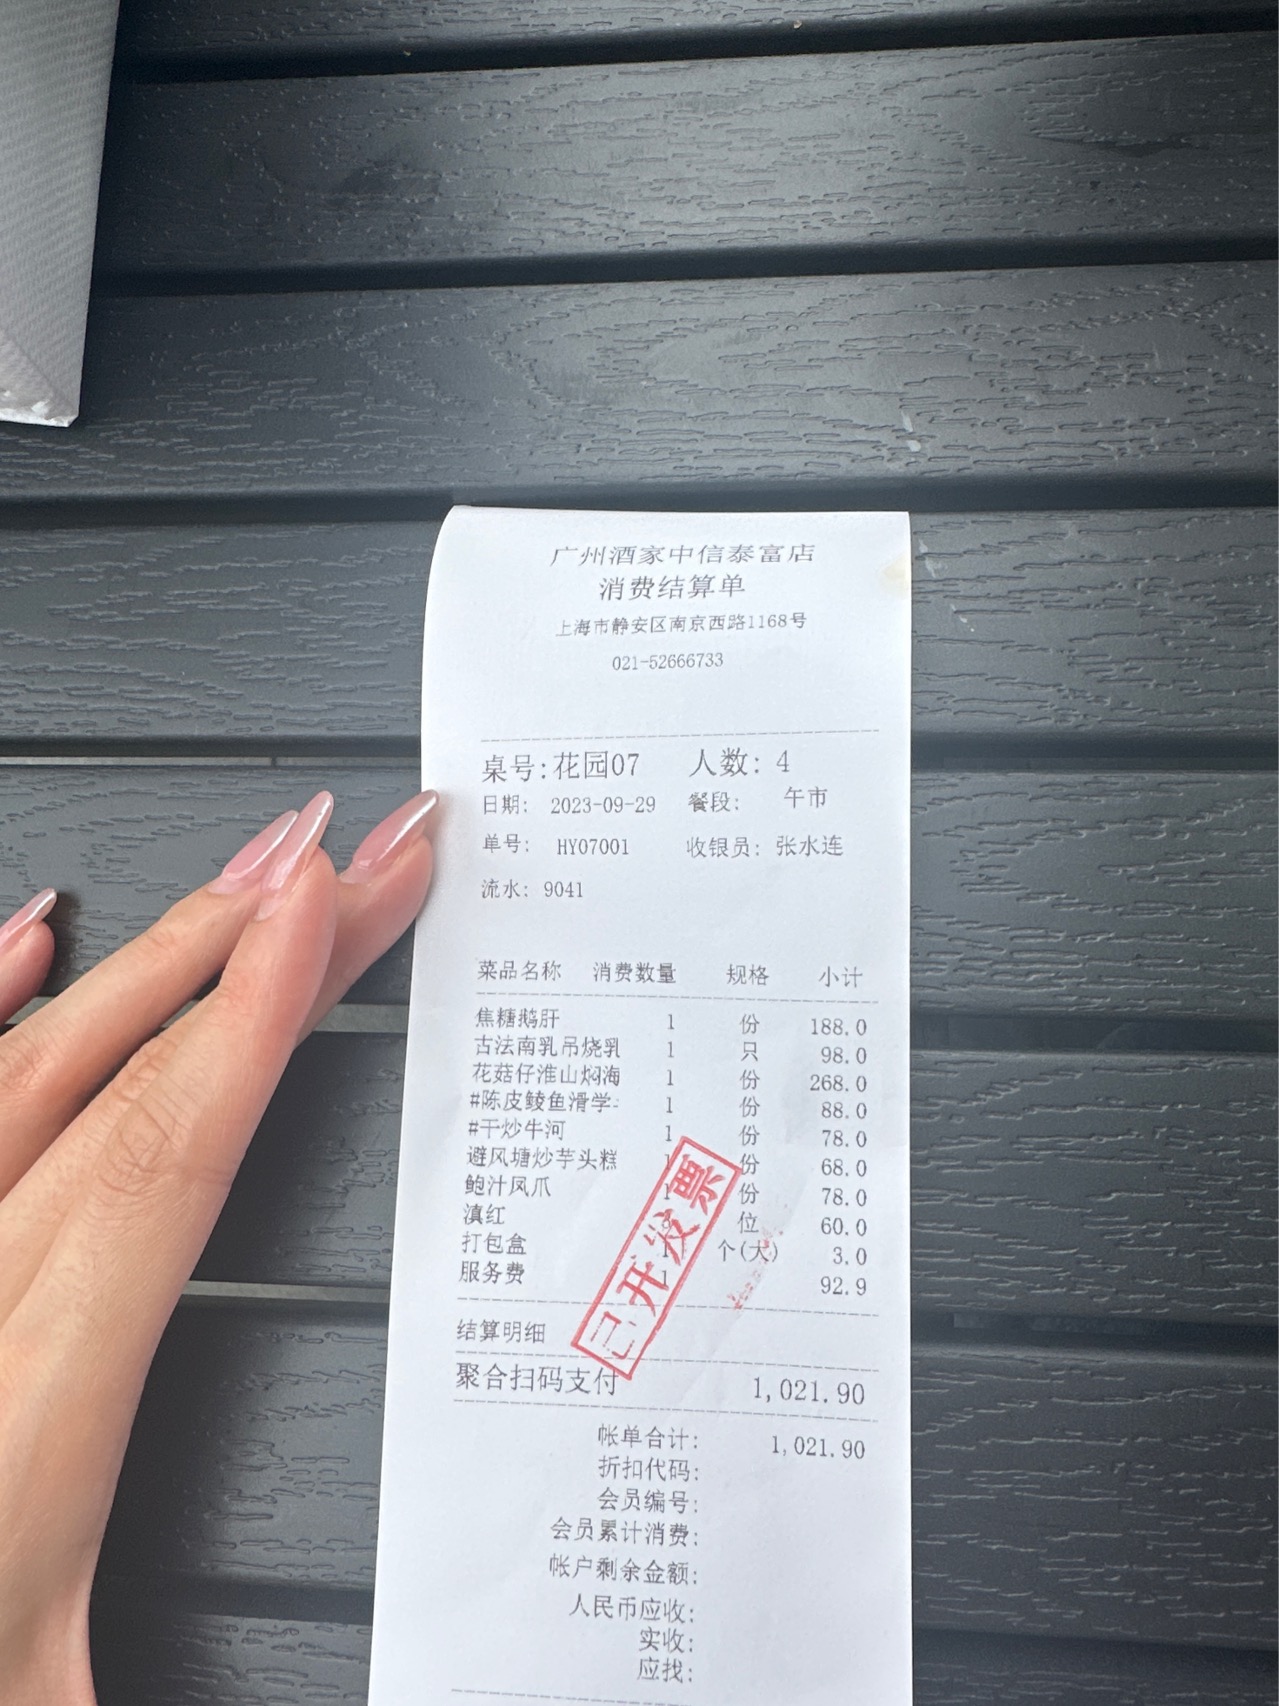 广州酒家中信泰富店
消费结算单
上海市静安区南京西路1168号
021-52666733
桌号:花园07 人数: 4
日期: 2023-09-29 餐段: 午市
单号: HY07001 收银员: 张水连
流水: 9041
菜品名称 消费数量 规格 小计
焦糖鹅肝 1 份 188.0
古法南乳吊烧乳 1 只 98.0
花菇仔淮山焖海 1 份 268.0
#陈皮鲮鱼滑学 1 份 88.0
#干炒牛河 1 份 78.0
避风塘炒芋头糕 1 份 68.0
鲍汁凤爪 1 份 78.0
滇红 位 60.0
打包盒 1 个(大) 3.0
服务费 1 92.9
已开发票
结算明细
聚合扫码支付 1,021.90
帐单合计: 1,021.90
折扣代码:
会员编号:
会员累计消费:
帐户剩余金额:
人民币应收:
实收:
应找: